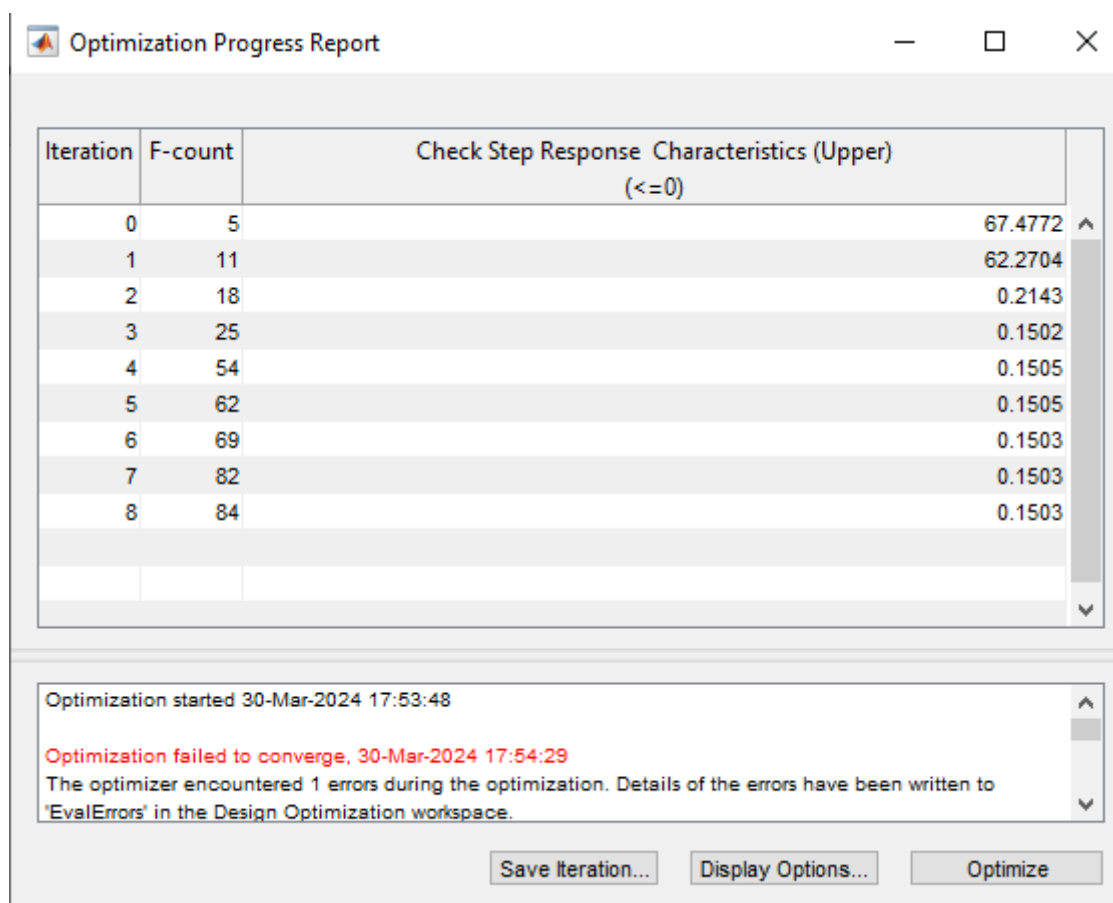 Optimization Progress Report
Iteration F-count Check Step Response Characteristics (Upper)
(<=0)
0 5 67.4772
1 11 62.2704
2 18 0.2143
3 25 0.1502
4 54 0.1505
5 62 0.1505
6 69 0.1503
7 82 0.1503
8 84 0.1503
Optimization started 30-Mar-2024 17:53:48
Optimization failed to converge, 30-Mar-2024 17:54:29
The optimizer encountered 1 errors during the optimization. Details of the errors have been written to
'EvalErrors' in the Design Optimization workspace.
Save Iteration... Display Options... Optimize